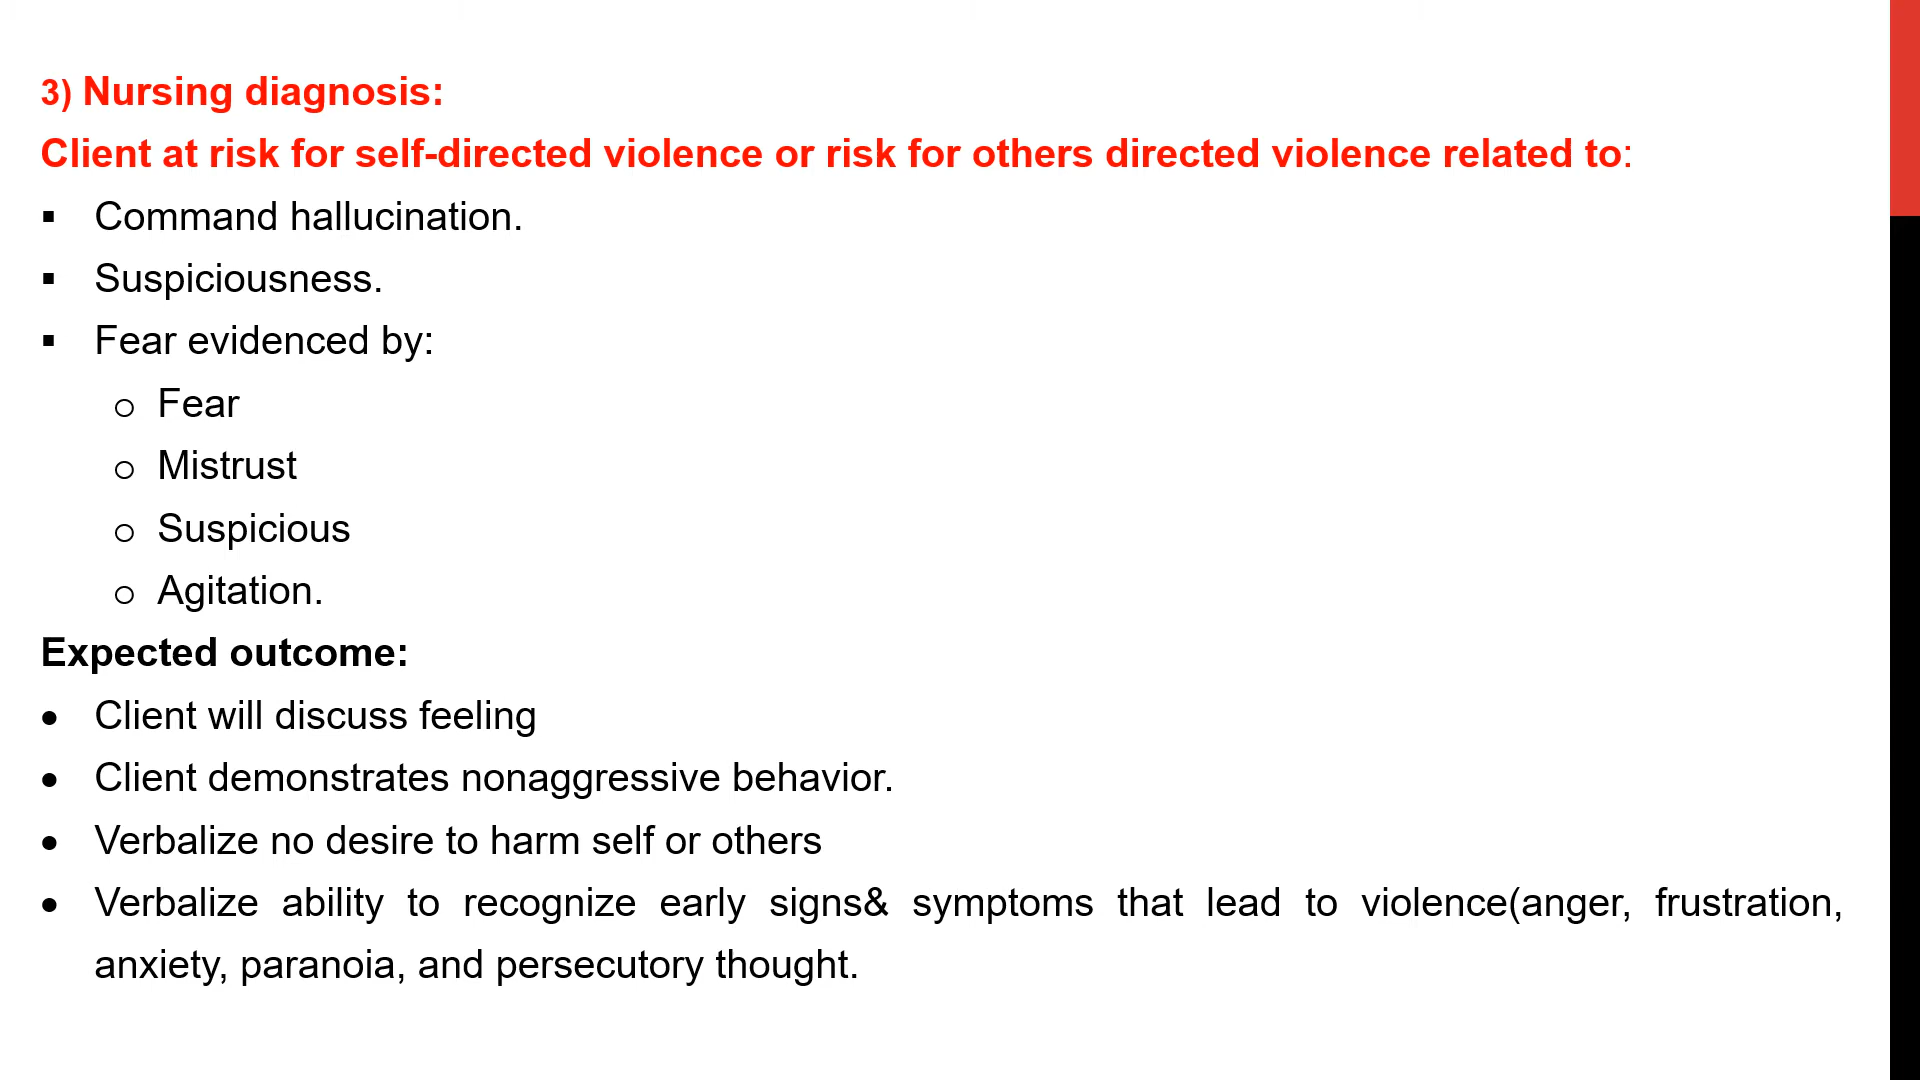 3) Nursing diagnosis:
Client at risk for self-directed violence or risk for others directed violence related to:
▪ Command hallucination.
▪ Suspiciousness.
▪ Fear evidenced by:
o Fear
o Mistrust
o Suspicious
o Agitation.
Expected outcome:
• Client will discuss feeling
• Client demonstrates nonaggressive behavior.
• Verbalize no desire to harm self or others
• Verbalize ability to recognize early signs& symptoms that lead to violence(anger, frustration,
anxiety, paranoia, and persecutory thought.